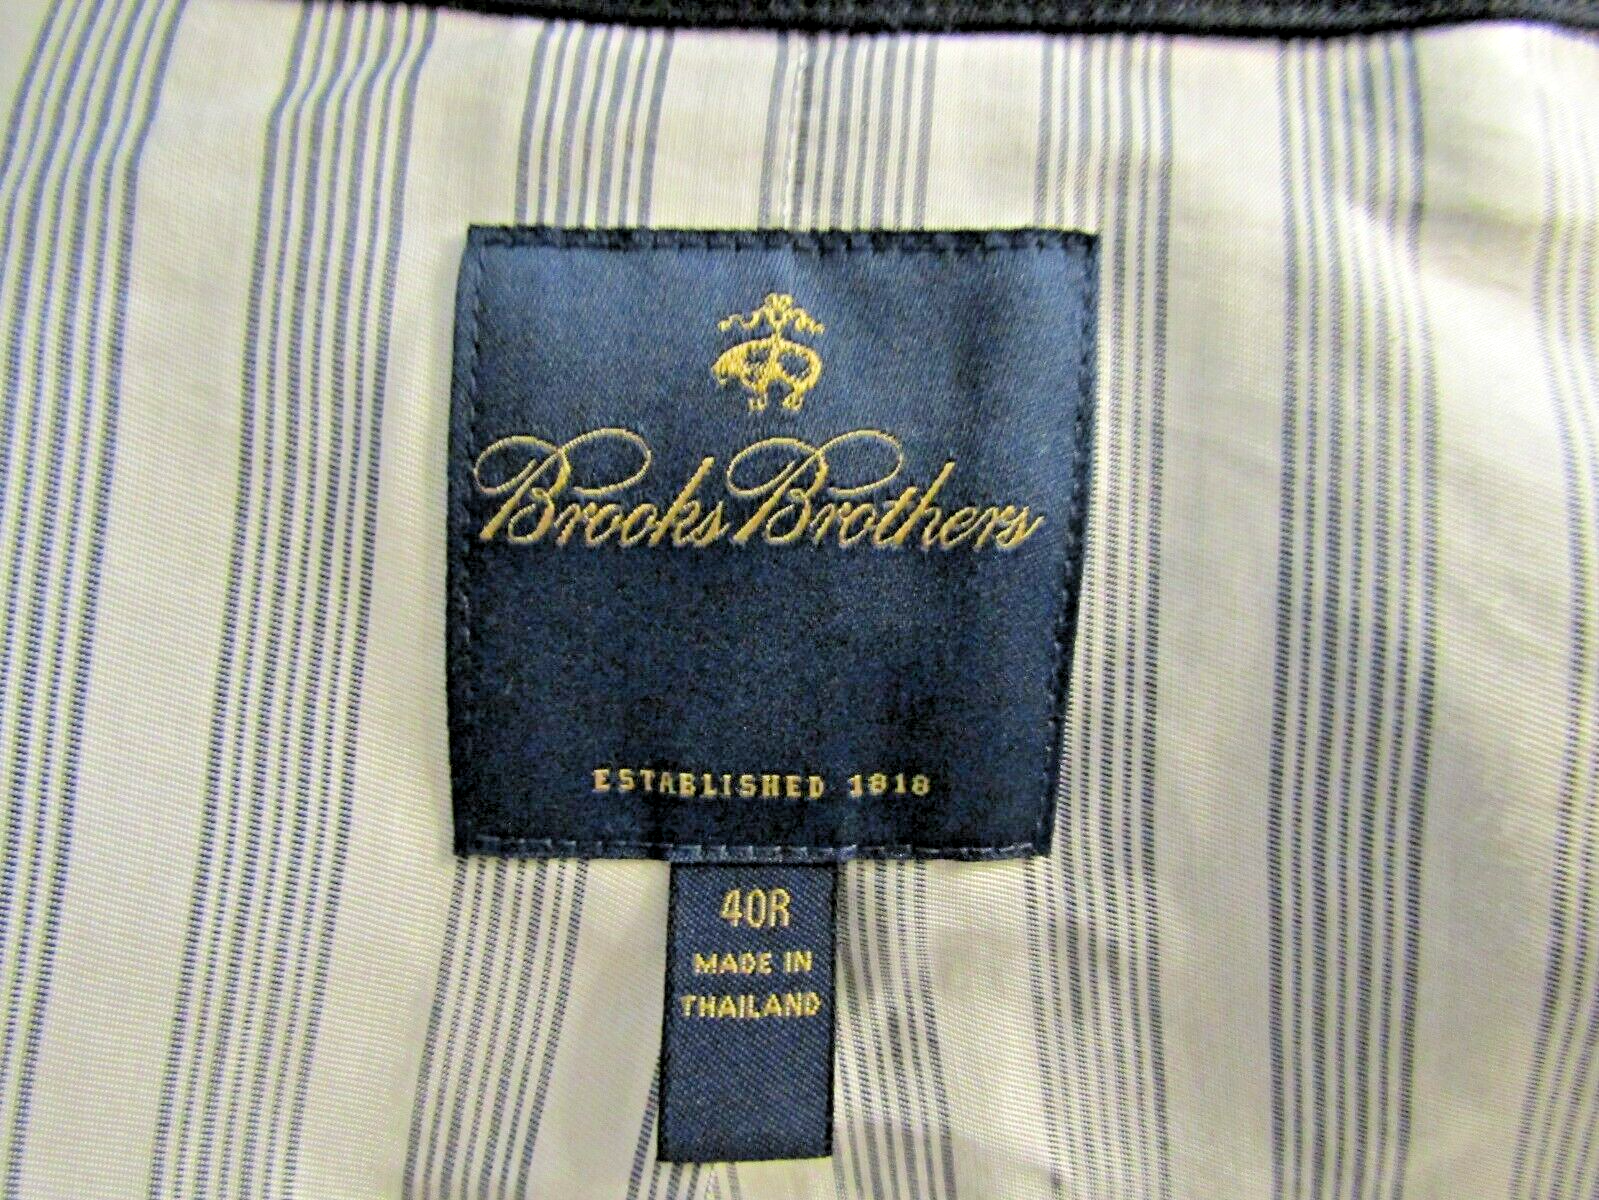 Brooks Brothers
ESTABLISHED 1818
40R
MADE IN
THAILAND